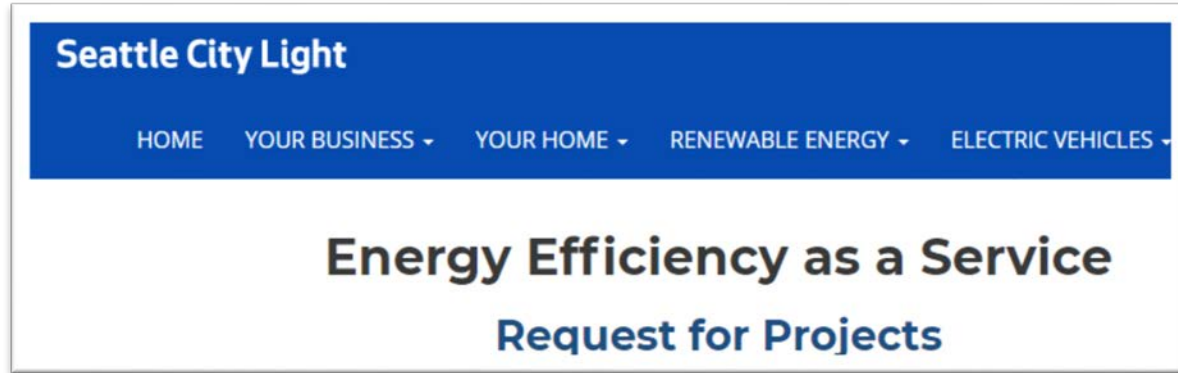 Seattle City Light
HOME YOUR BUSINESS YOUR HOME RENEWABLE ENERGY ELECTRIC VEHICLES
Energy Efficiency as a Service
Request for Projects